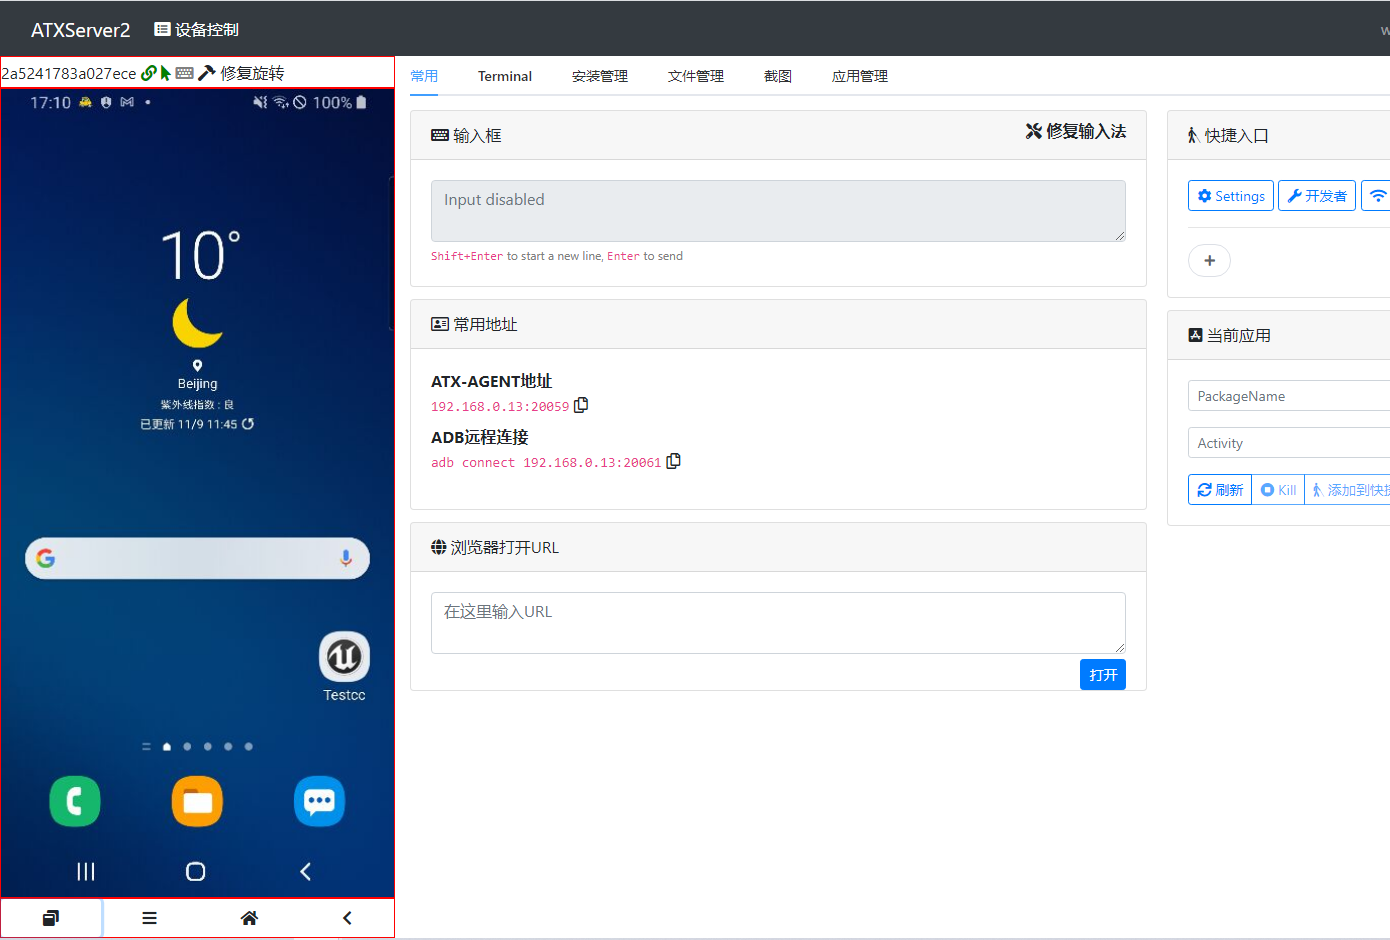 ATXServer2 设备控制
2a5241783a027ece 修复旋转
17:10 100%
10°
Beijing
紫外线指数 : 良
已更新 11/9 11:45
Testcc
常用 Terminal 安装管理 文件管理 截图 应用管理
输入框 修复输入法
Input disabled
Shift+Enter to start a new line, Enter to send
常用地址
ATX-AGENT地址
192.168.0.13:20059
ADB远程连接
adb connect 192.168.0.13:20061
浏览器打开URL
在这里输入URL
打开
快捷入口
Settings 开发者
+
当前应用
PackageName
Activity
刷新 Kill 添加到快